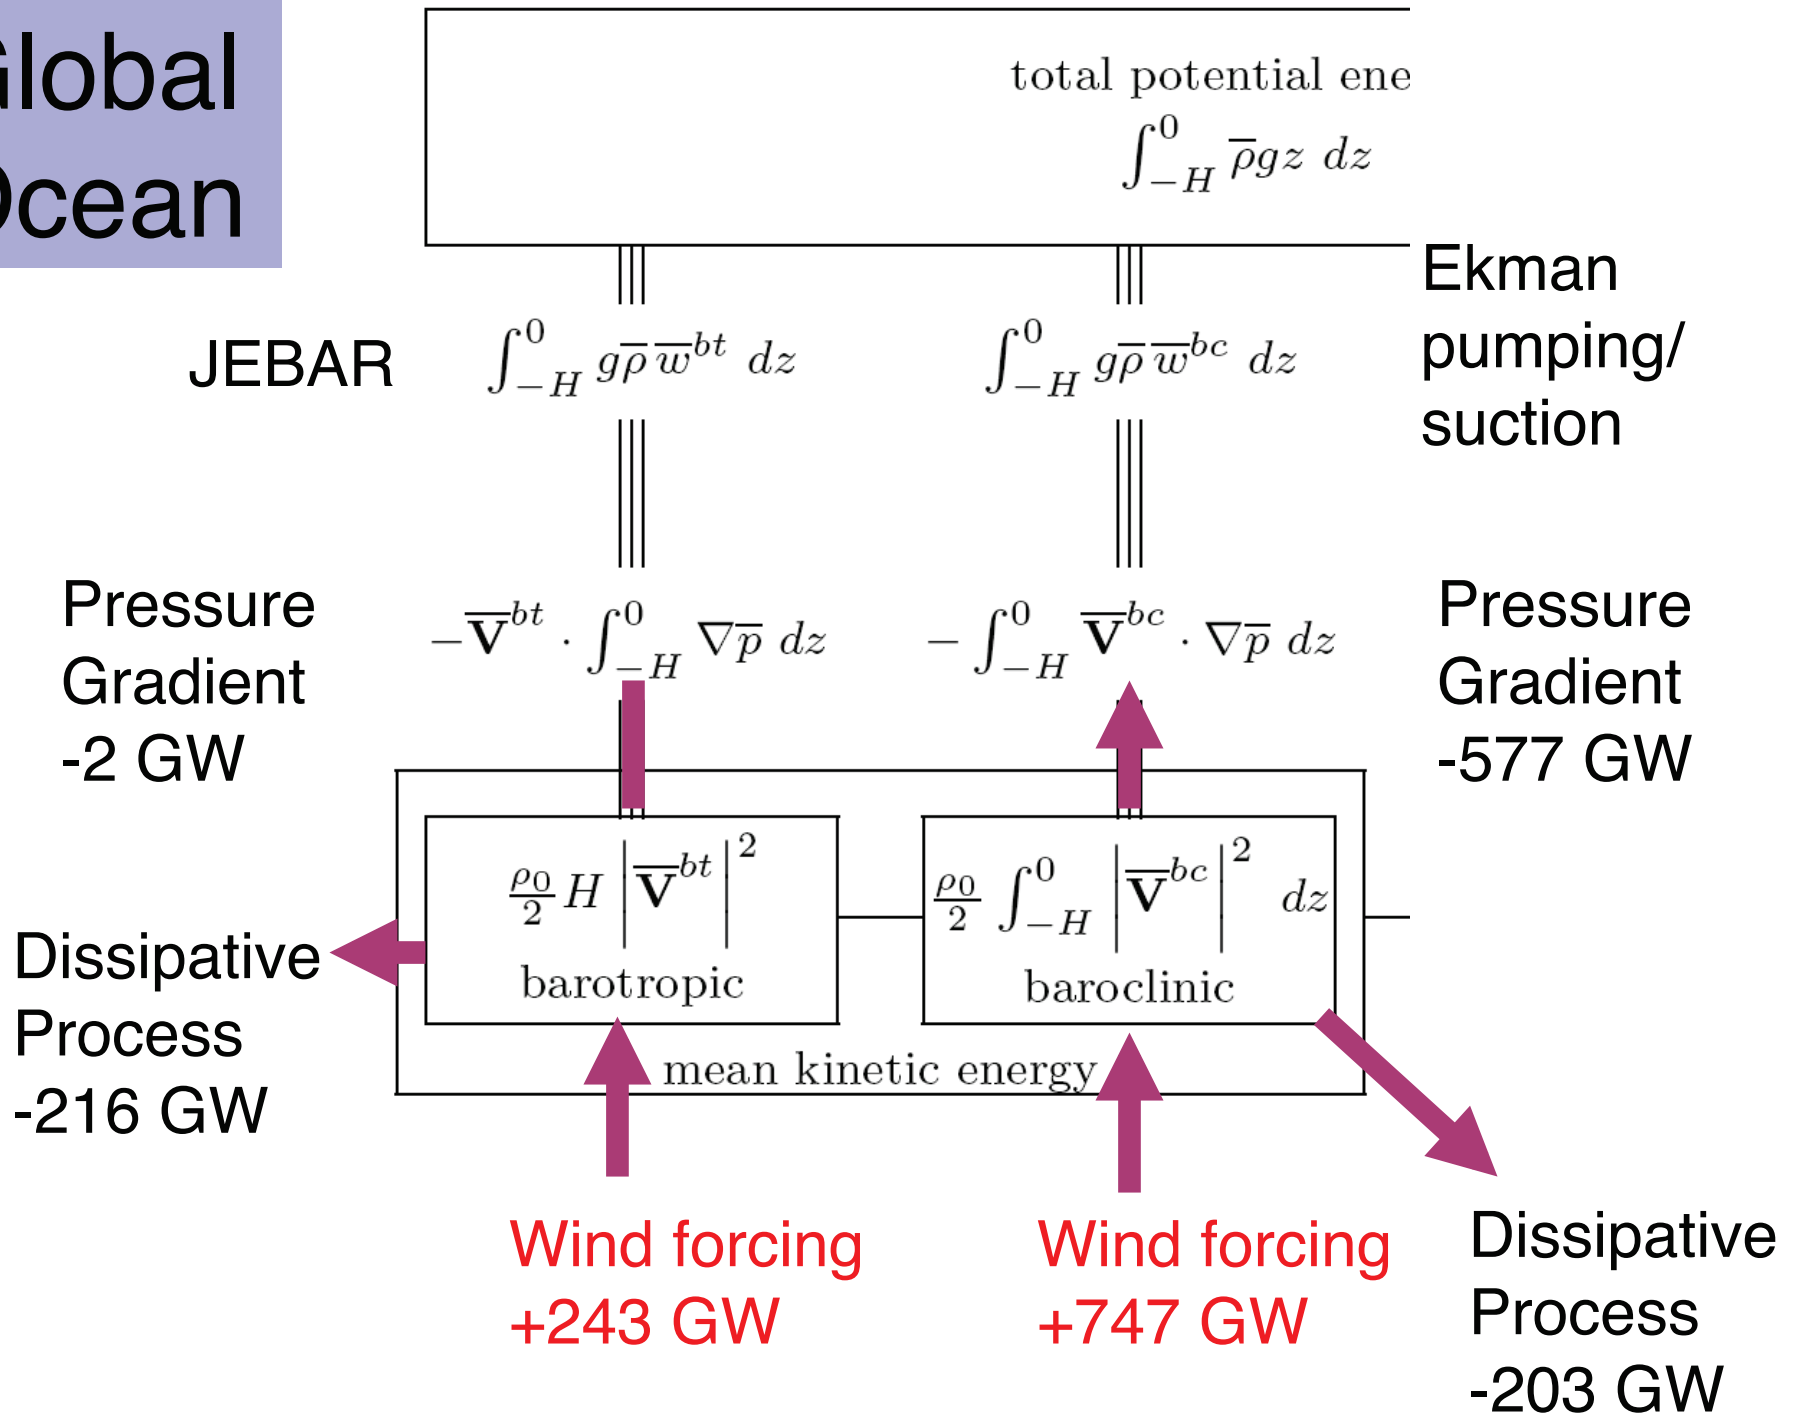 Global
Ocean
total potential ene
∫_{-H}^{0} ρ̅gz dz
JEBAR
∫_{-H}^{0} gρ̅ w̅^{bt} dz
∫_{-H}^{0} gρ̅ w̅^{bc} dz
Ekman
pumping/
suction
Pressure
Gradient
-2 GW
-V̅^{bt} · ∫_{-H}^{0} ∇p̅ dz
- ∫_{-H}^{0} V̅^{bc} · ∇p̅ dz
Pressure
Gradient
-577 GW
ρ₀/2 H |V̅^{bt}|^2
barotropic
ρ₀/2 ∫_{-H}^{0} |V̅^{bc}|^2 dz
baroclinic
mean kinetic energy
Dissipative
Process
-216 GW
Wind forcing
+243 GW
Wind forcing
+747 GW
Dissipative
Process
-203 GW